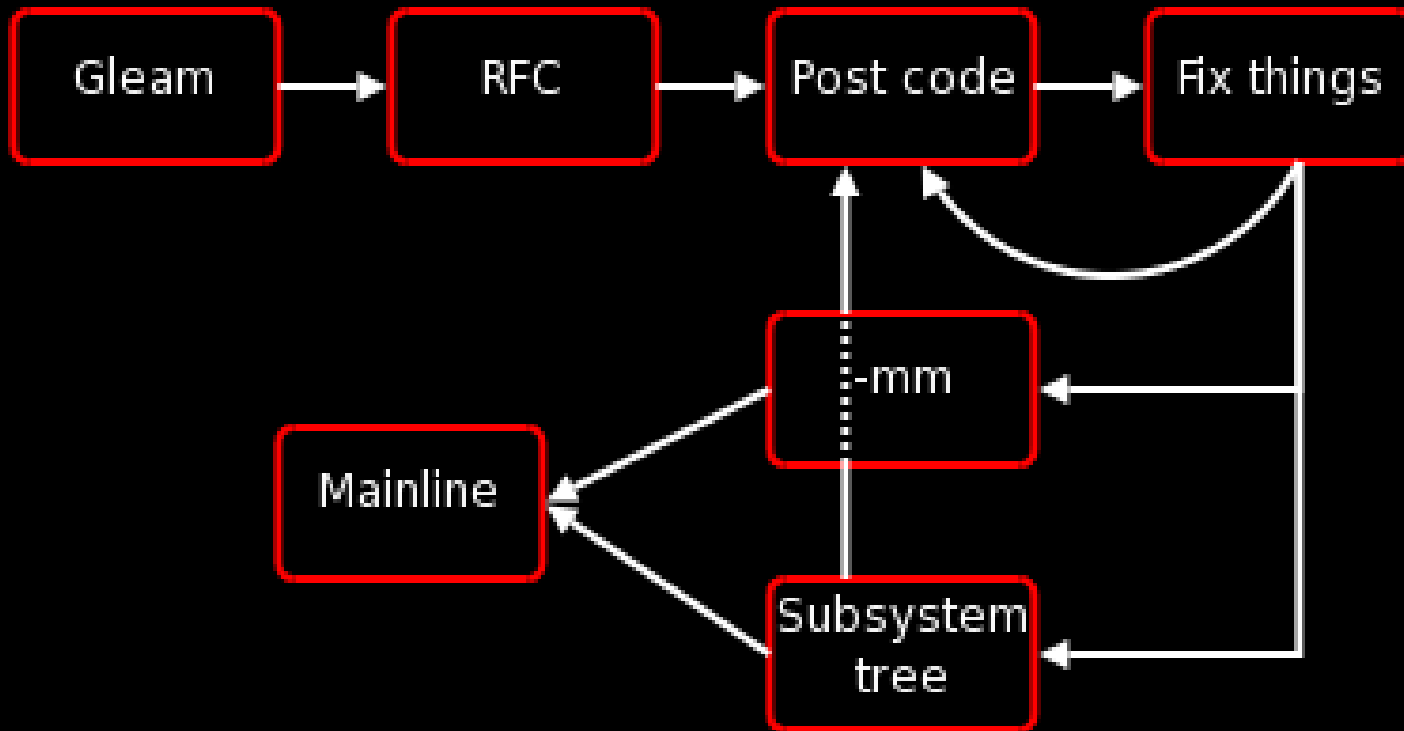 Gleam
RFC
Post code
Fix things
-mm
Mainline
Subsystem
tree